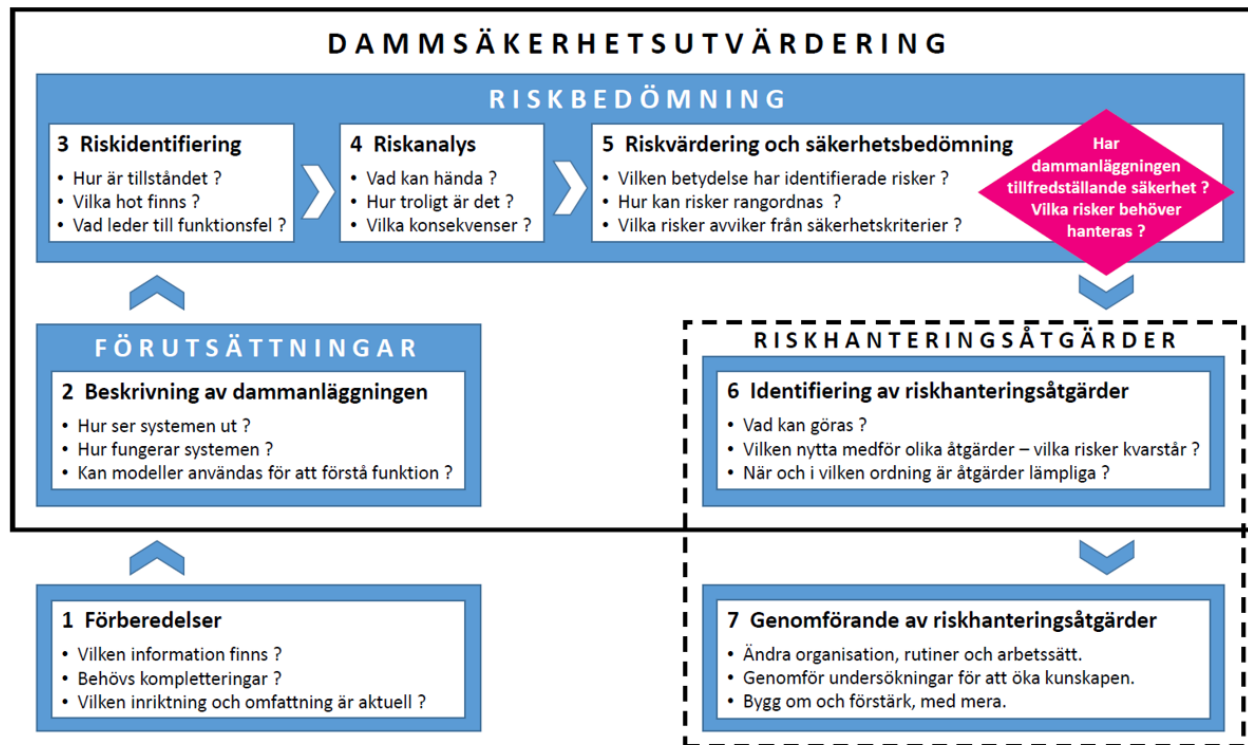 DAMMSÄKERHETSUTVÄRDERING
RISKBEDÖMNING
3 Riskidentifiering
• Hur är tillståndet ?
• Vilka hot finns ?
• Vad leder till funktionsfel ?
4 Riskanalys
• Vad kan hända ?
• Hur troligt är det ?
• Vilka konsekvenser ?
5 Riskvärdering och säkerhetsbedömning
• Vilken betydelse har identifierade risker ?
• Hur kan risker rangordnas ?
• Vilka risker avviker från säkerhetskriterier ?
Har
dammanläggningen
tillfredställande säkerhet ?
Vilka risker behöver
hanteras ?
FÖRUTSÄTTNINGAR
2 Beskrivning av dammanläggningen
• Hur ser systemen ut ?
• Hur fungerar systemen ?
• Kan modeller användas för att förstå funktion ?
RISKHANTERINGSÅTGÄRDER
6 Identifiering av riskhanteringsåtgärder
• Vad kan göras ?
• Vilken nytta medför olika åtgärder – vilka risker kvarstår ?
• När och i vilken ordning är åtgärder lämpliga ?
1 Förberedelser
• Vilken information finns ?
• Behövs kompletteringar ?
• Vilken inriktning och omfattning är aktuell ?
7 Genomförande av riskhanteringsåtgärder
• Ändra organisation, rutiner och arbetssätt.
• Genomför undersökningar för att öka kunskapen.
• Bygg om och förstärk, med mera.